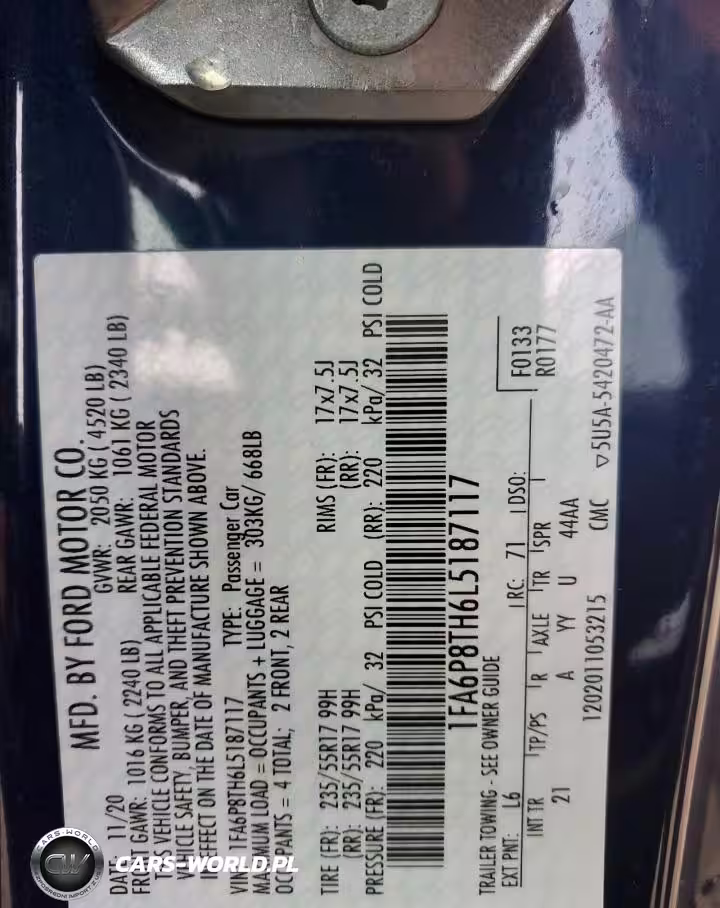 MFD. BY FORD MOTOR CO.
DATE: 11/20 GVWR: 2050 KG ( 4520 LB)
FRONT GAWR: 1016 KG ( 2240 LB) REAR GAWR: 1061 KG ( 2340 LB)
THIS VEHICLE CONFORMS TO ALL APPLICABLE FEDERAL MOTOR
VEHICLE SAFETY, BUMPER, AND THEFT PREVENTION STANDARDS
IN EFFECT ON THE DATE OF MANUFACTURE SHOWN ABOVE.
VIN: 1FA6P8TH6L5187117 TYPE: Passenger Car
MAXIMUM LOAD = OCCUPANTS + LUGGAGE = 303KG/ 668LB
OCCUPANTS = 4 TOTAL; 2 FRONT, 2 REAR
TIRE (FR): 235/55R17 99H RIMS (FR): 17x7.5J
(RR): 235/55R17 99H (RR): 17x7.5J
PRESSURE (FR): 220 kPa/ 32 PSI COLD (RR): 220 kPa/ 32 PSI COLD
1FA6P8TH6L5187117
TRAILER TOWING - SEE OWNER GUIDE
EXT PNT: L6 RC: 71 DSO: F0133
R0177
INT TR TP/PS R AXLE TR SPR
21 A YY U 44AA
1202011053215 CMC ▽5U5A-5420472-AA
CARS-WORLD
CW
CARS-WORLD.PL